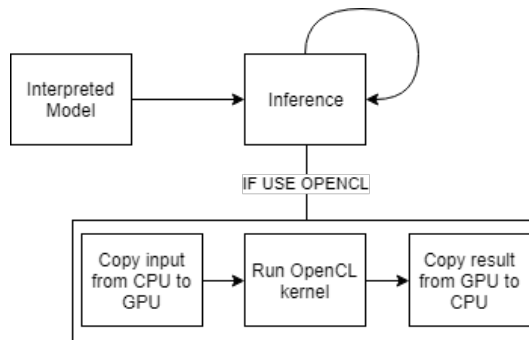 Interpreted
Model
Inference
IF USE OPENCL
Copy input
from CPU to
GPU
Run OpenCL
kernel
Copy result
from GPU to
CPU